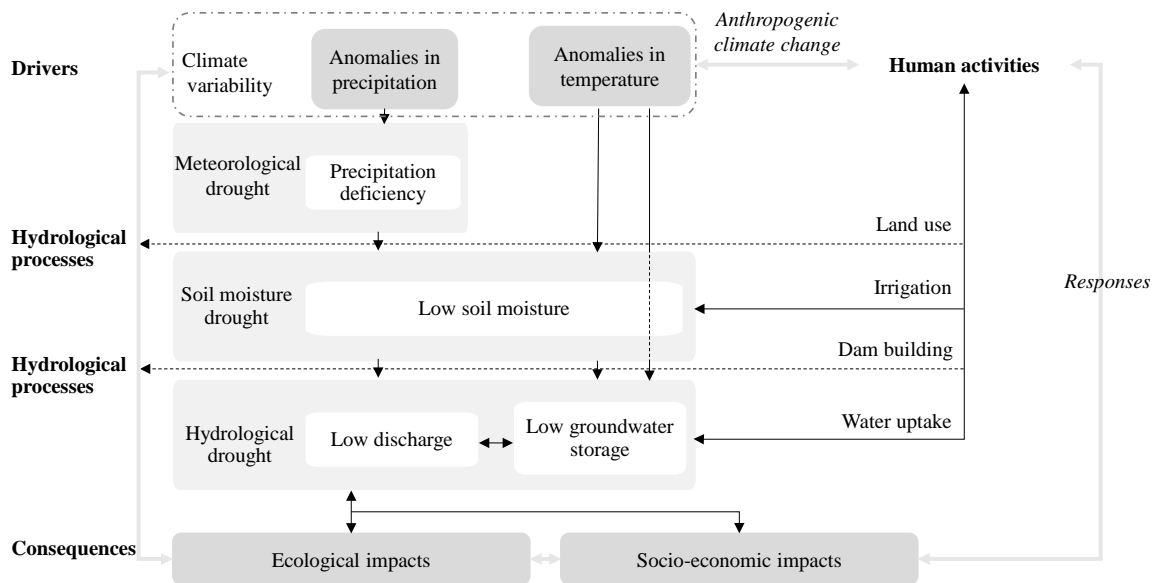 Anthropogenic
climate change
Drivers
Climate
variability
Anomalies in
precipitation
Anomalies in
temperature
Human activities
Meteorological
drought
Precipitation
deficiency
Hydrological
processes
Land use
Soil moisture
drought
Low soil moisture
Irrigation
Responses
Hydrological
processes
Dam building
Hydrological
drought
Low discharge
Low groundwater
storage
Water uptake
Consequences
Ecological impacts
Socio-economic impacts